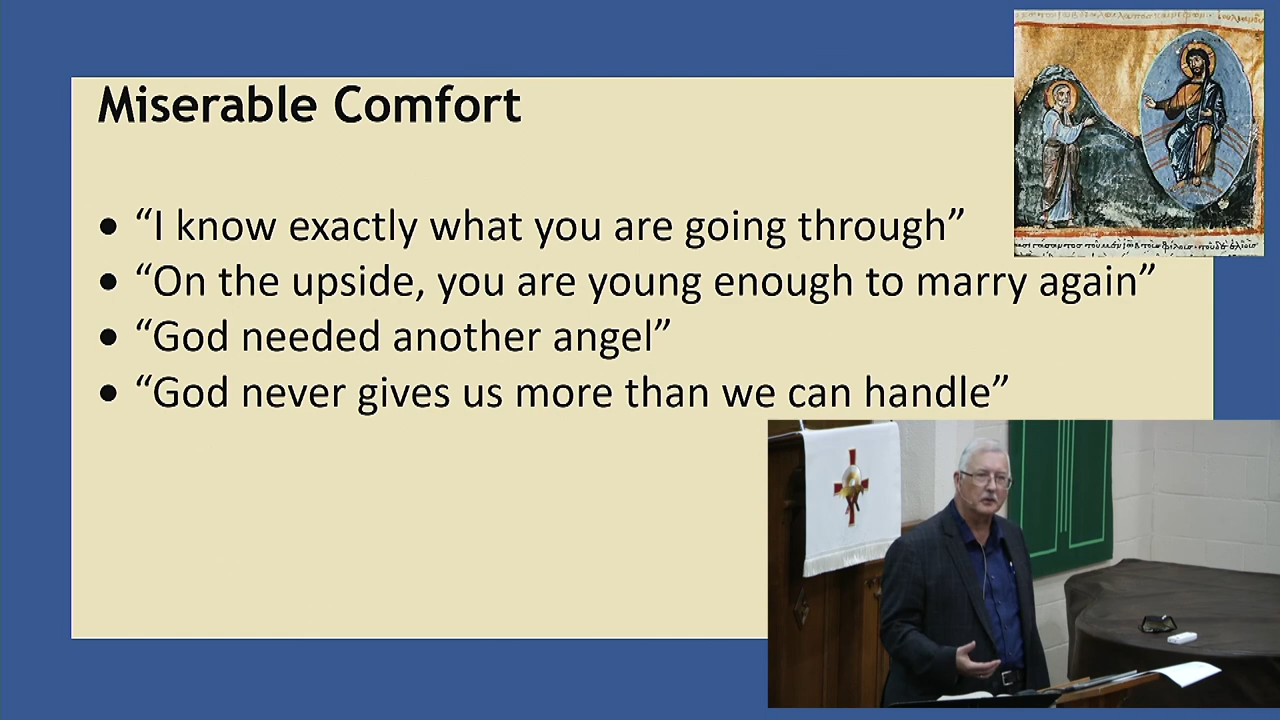 Miserable Comfort
• “I know exactly what you are going through”
• “On the upside, you are young enough to marry again”
• “God needed another angel”
• “God never gives us more than we can handle”